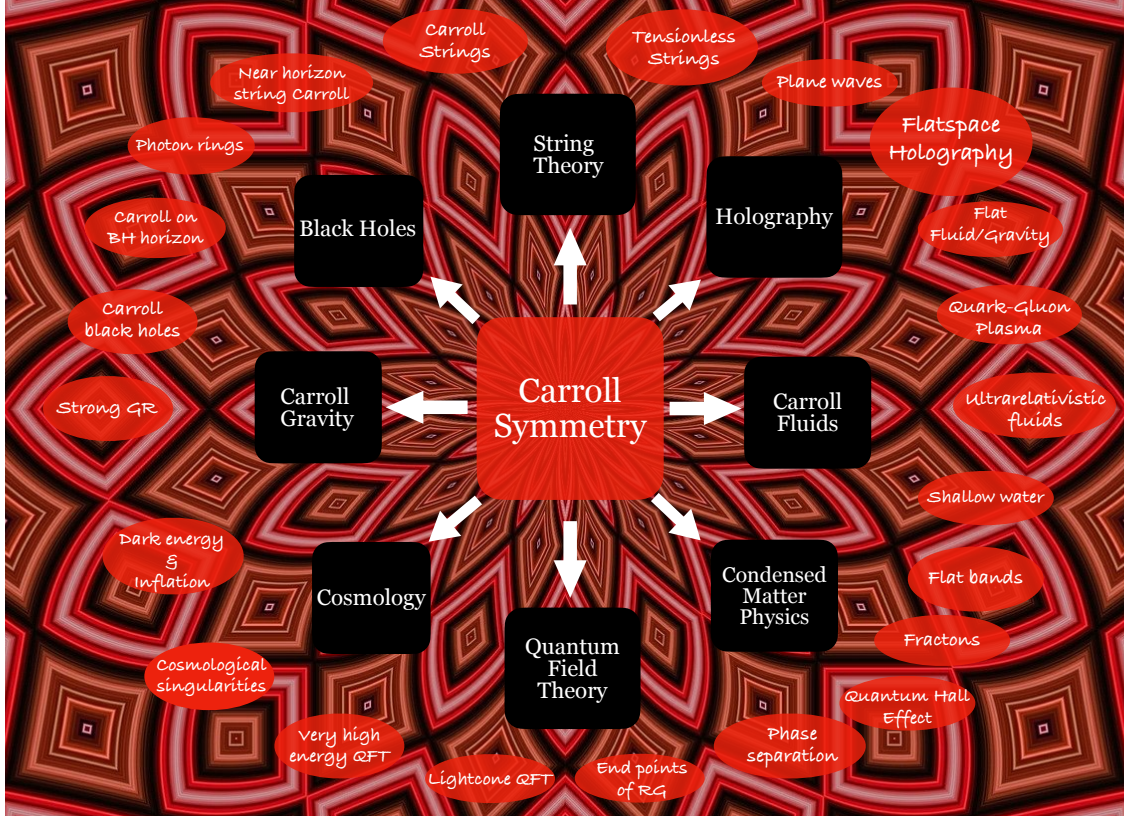 Carroll
Strings
Tensionless
Strings
Near horizon
string Carroll
Plane waves
Flatspace
Holography
Photon rings
String
Theory
Black Holes
Holography
Carroll on
BH horizon
Flat
Fluid/Gravity
Carroll
black holes
Quark-Gluon
Plasma
Strong GR
Carroll
Gravity
Carroll
Symmetry
Carroll
Fluids
Ultrarelativistic
fluids
Shallow water
Dark energy
&
Inflation
Cosmology
Condensed
Matter
Physics
Flat bands
Fractons
Quantum
Field
Theory
Cosmological
singularities
Quantum Hall
Effect
Very high
energy QFT
Phase
separation
Lightcone QFT
End points
of RG